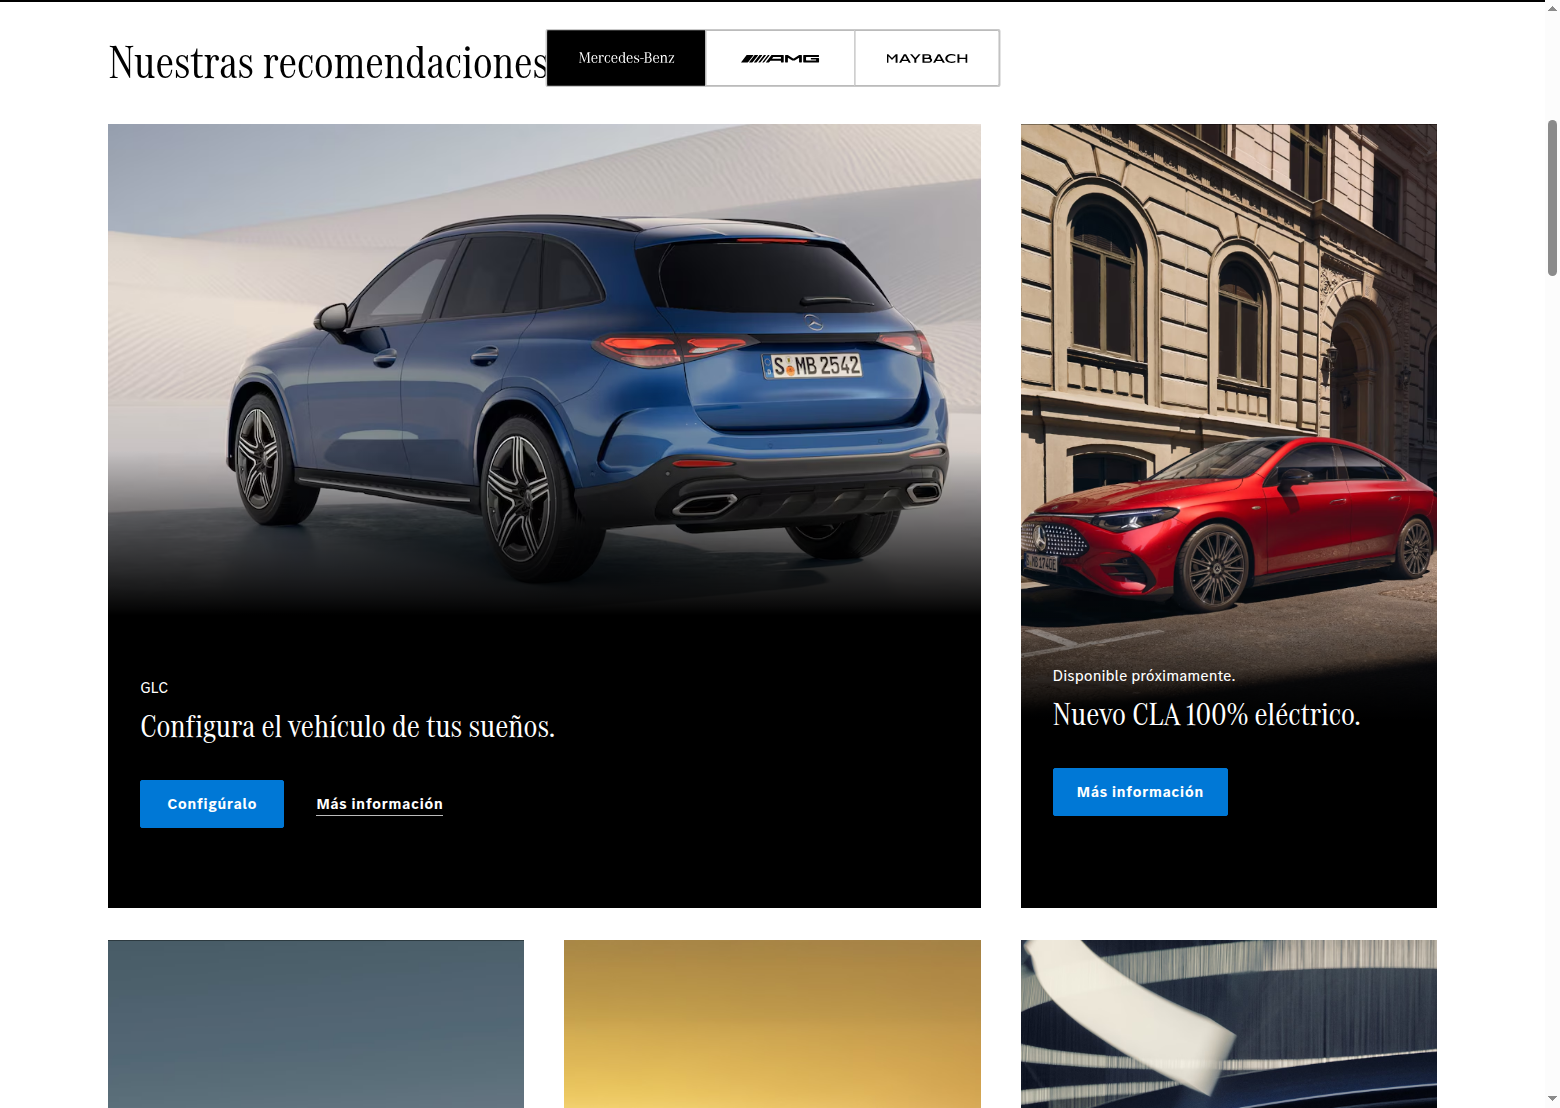 Nuestras recomendaciones
Mercedes-Benz
AMG
MAYBACH
S MB 2542
GLC
Configura el vehículo de tus sueños.
Configúralo
Más información
Disponible próximamente.
Nuevo CLA 100% eléctrico.
Más información